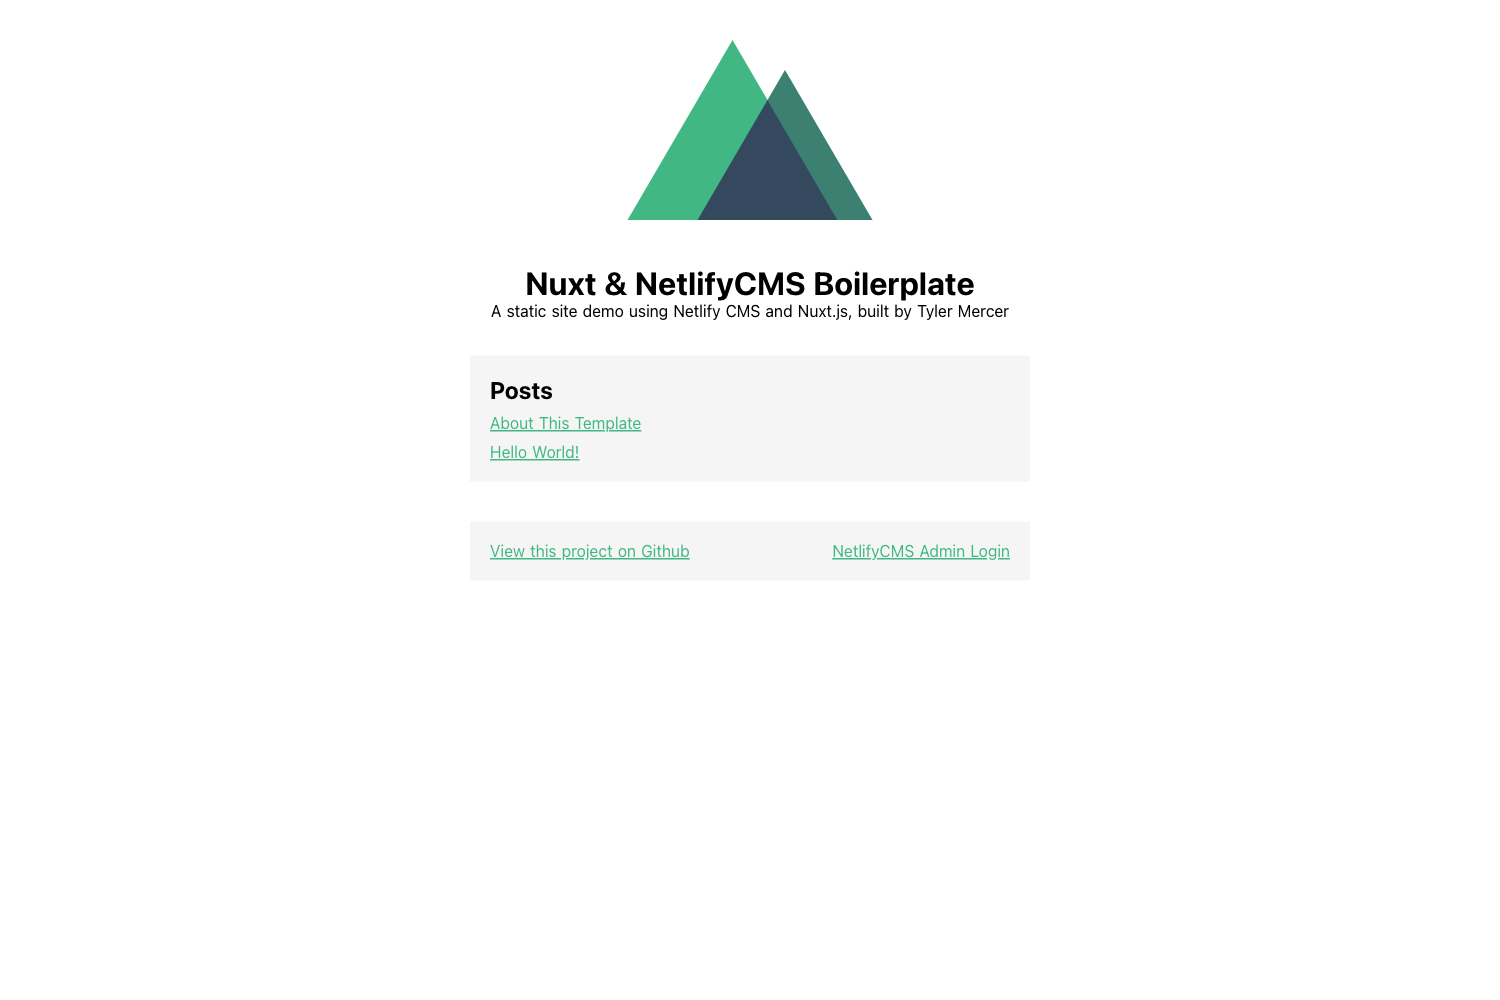 Nuxt & NetlifyCMS Boilerplate
A static site demo using Netlify CMS and Nuxt.js, built by Tyler Mercer
Posts
About This Template
Hello World!
View this project on Github
NetlifyCMS Admin Login